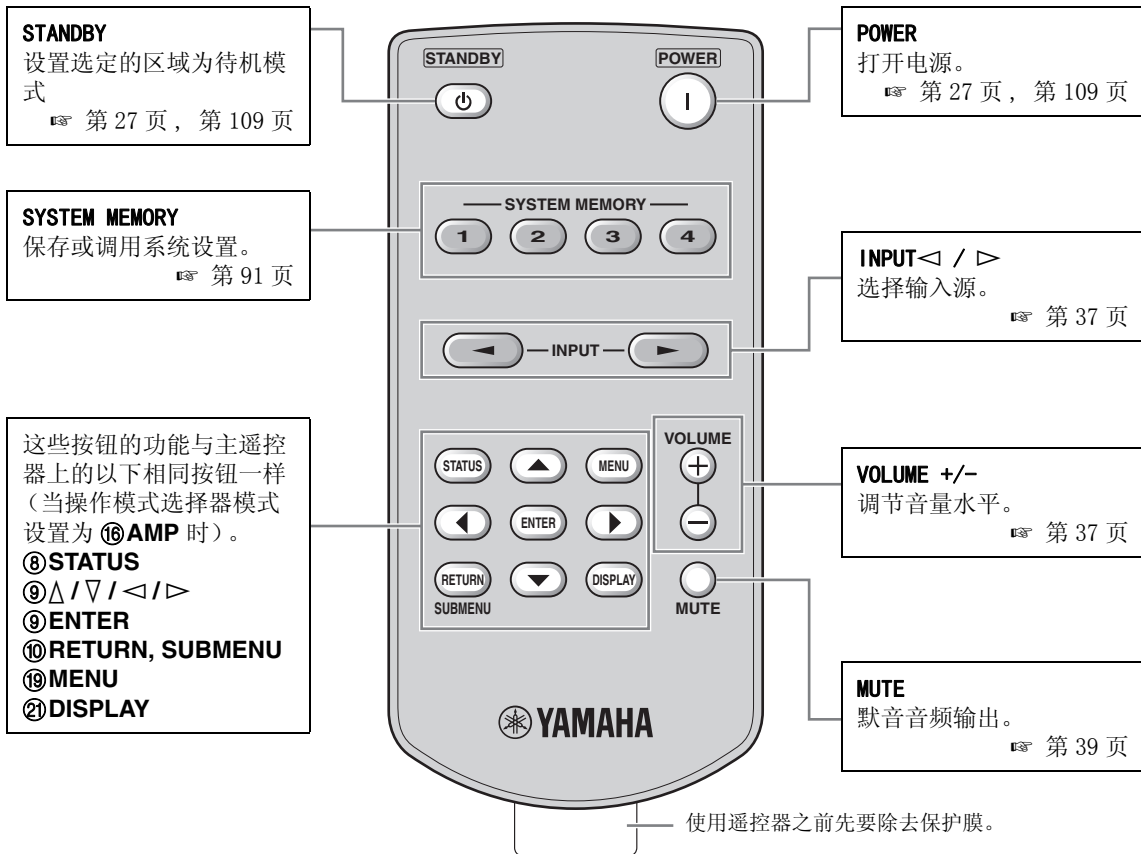 STANDBY
设置选定的区域为待机模
式
☞ 第 27 页 , 第 109 页
SYSTEM MEMORY
保存或调用系统设置。
☞ 第 91 页
这些按钮的功能与主遥控
器上的以下相同按钮一样
(当操作模式选择器模式
设置为 ⑯AMP 时)。
⑧STATUS
⑨△ / ▽ / ◁ / ▷
⑨ENTER
⑩RETURN, SUBMENU
⑲MENU
㉑DISPLAY
STANDBY
POWER
SYSTEM MEMORY
1 2 3 4
INPUT
VOLUME
STATUS
MENU
ENTER
RETURN
DISPLAY
SUBMENU
MUTE
YAMAHA
POWER
打开电源。
☞ 第 27 页 , 第 109 页
INPUT◁ / ▷
选择输入源。
☞ 第 37 页
VOLUME +/-
调节音量水平。
☞ 第 37 页
MUTE
默音音频输出。
☞ 第 39 页
使用遥控器之前先要除去保护膜。